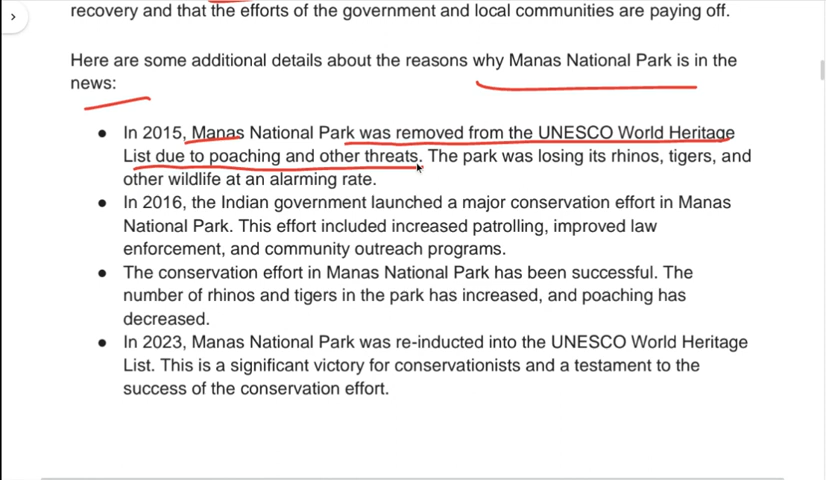 recovery and that the efforts of the government and local communities are paying off.
Here are some additional details about the reasons why Manas National Park is in the
news:
● In 2015, Manas National Park was removed from the UNESCO World Heritage
List due to poaching and other threats. The park was losing its rhinos, tigers, and
other wildlife at an alarming rate.
● In 2016, the Indian government launched a major conservation effort in Manas
National Park. This effort included increased patrolling, improved law
enforcement, and community outreach programs.
● The conservation effort in Manas National Park has been successful. The
number of rhinos and tigers in the park has increased, and poaching has
decreased.
● In 2023, Manas National Park was re-inducted into the UNESCO World Heritage
List. This is a significant victory for conservationists and a testament to the
success of the conservation effort.